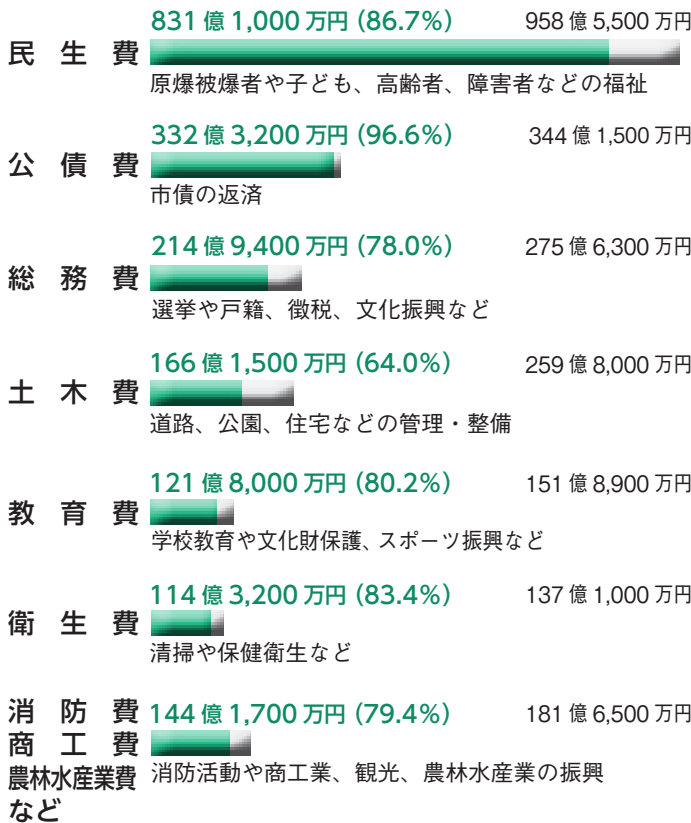 831億1,000万円（86.7%） 958億5,500万円
民生費
原爆被爆者や子ども、高齢者、障害者などの福祉
332億3,200万円（96.6%） 344億1,500万円
公債費
市債の返済
214億9,400万円（78.0%） 275億6,300万円
総務費
選挙や戸籍、徴税、文化振興など
166億1,500万円（64.0%） 259億8,000万円
土木費
道路、公園、住宅などの管理・整備
121億8,000万円（80.2%） 151億8,900万円
教育費
学校教育や文化財保護、スポーツ振興など
114億3,200万円（83.4%） 137億1,000万円
衛生費
清掃や保健衛生など
消防費 144億1,700万円（79.4%） 181億6,500万円
商工費
農林水産業費 消防活動や商工業、観光、農林水産業の振興
など